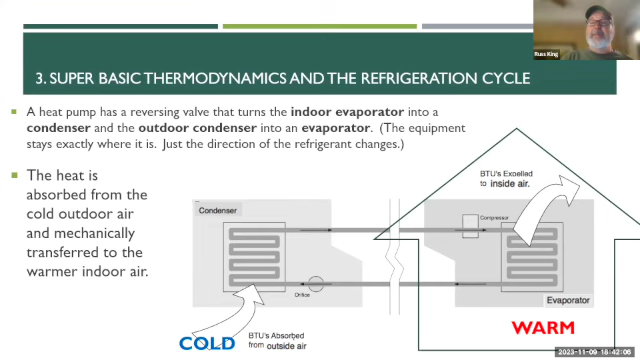 Russ King
3. SUPER BASIC THERMODYNAMICS AND THE REFRIGERATION CYCLE
A heat pump has a reversing valve that turns the indoor evaporator into a
condenser and the outdoor condenser into an evaporator. (The equipment
stays exactly where it is. Just the direction of the refrigerant changes.)
The heat is
absorbed from the
cold outdoor air
and mechanically
transferred to the
warmer indoor air.
BTU's Expelled
to inside air.
Condenser
Compressor
Orifice
Evaporator
COLD
BTU's Absorbed
from outside air
WARM
2023-11-09 18:42:06